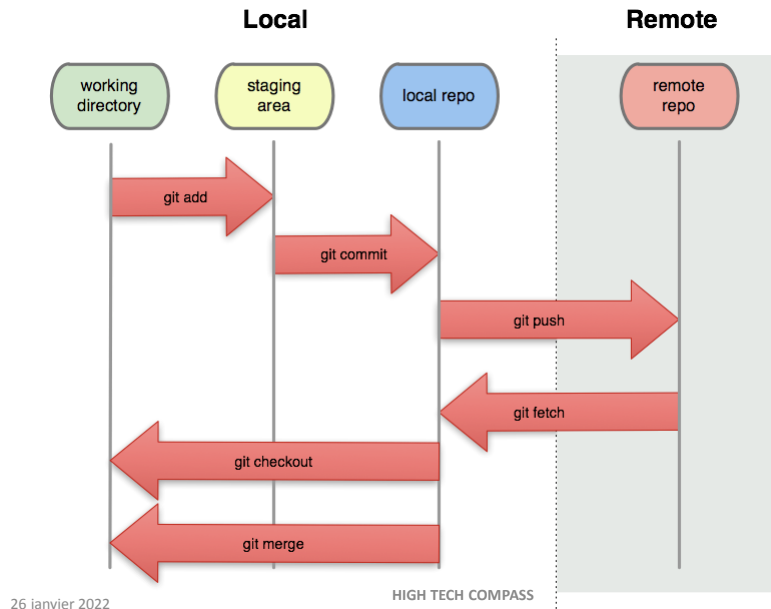 Local
Remote
working
directory
staging
area
local repo
remote
repo
git add
git commit
git push
git fetch
git checkout
git merge
HIGH TECH COMPASS
26 janvier 2022